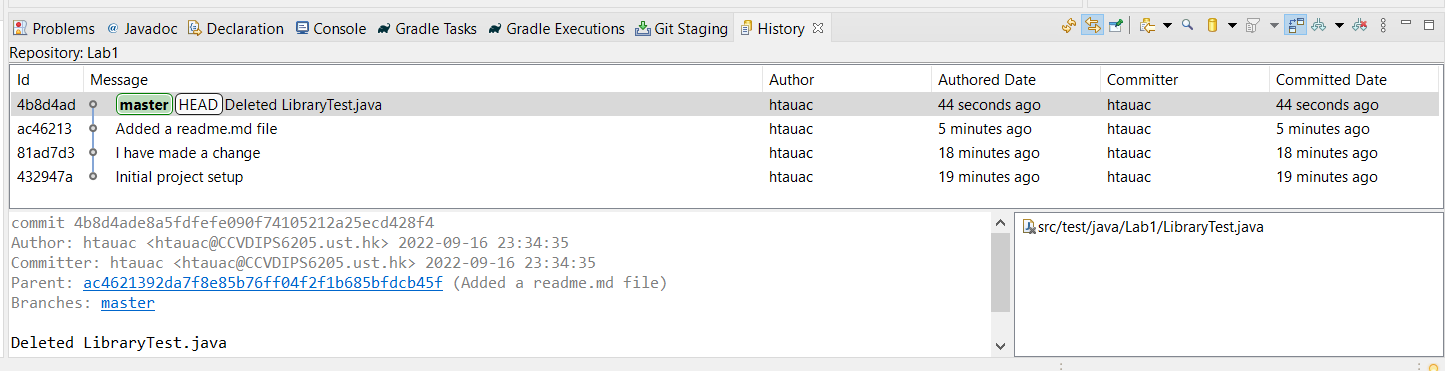 Problems @ Javadoc Declaration Console Gradle Tasks Gradle Executions Git Staging History
Repository: Lab1
Id Message Author Authored Date Committer Committed Date
4b8d4ad master HEAD Deleted LibraryTest.java htauac 44 seconds ago htauac 44 seconds ago
ac46213 Added a readme.md file htauac 5 minutes ago htauac 5 minutes ago
81ad7d3 I have made a change htauac 18 minutes ago htauac 18 minutes ago
432947a Initial project setup htauac 19 minutes ago htauac 19 minutes ago
commit 4b8d4ade8a5fdfefe090f74105212a25ecd428f4
Author: htauac <htauac@CCVDIPS6205.ust.hk> 2022-09-16 23:34:35
Committer: htauac <htauac@CCVDIPS6205.ust.hk> 2022-09-16 23:34:35
Parent: ac4621392da7f8e85b76ff04f2f1b685bfdcb45f (Added a readme.md file)
Branches: master
Deleted LibraryTest.java
src/test/java/Lab1/LibraryTest.java